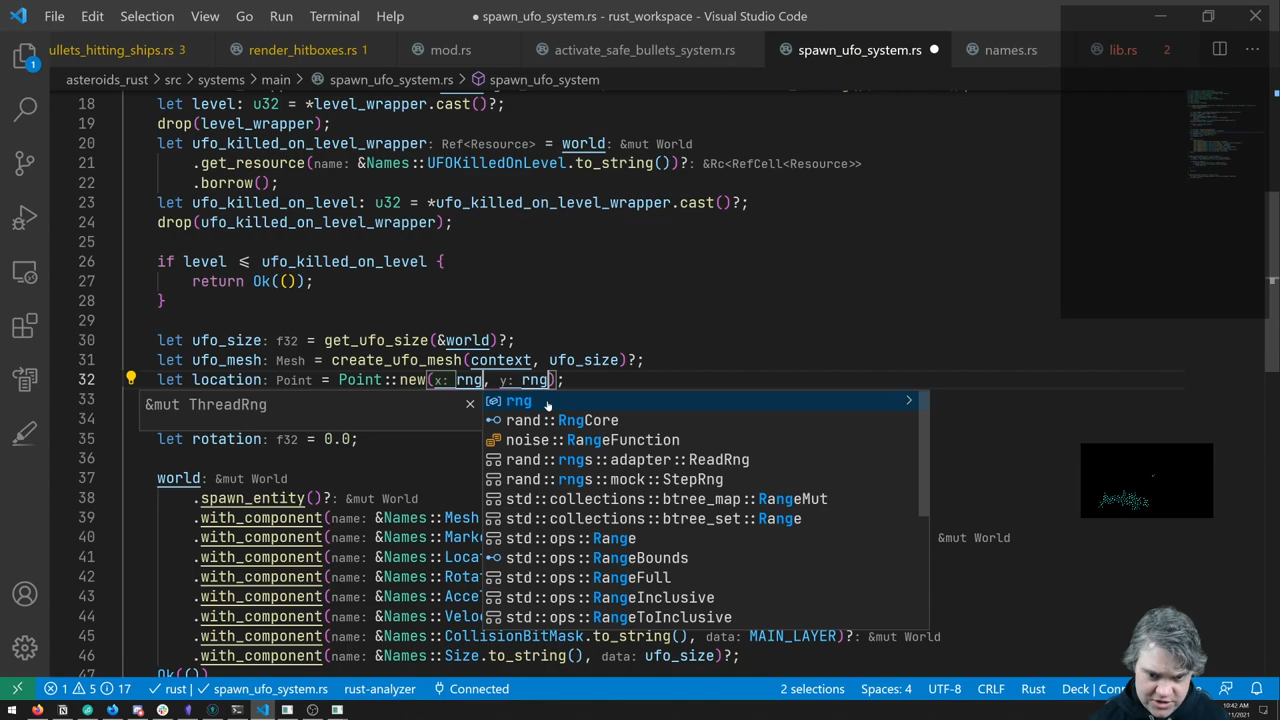 File Edit Selection View Go Run Terminal Help
● spawn_ufo_system.rs - rust_workspace - Visual Studio Code
ullets_hitting_ships.rs 3 render_hitboxes.rs 1 mod.rs activate_safe_bullets_system.rs spawn_ufo_system.rs names.rs lib.rs 2
asteroids_rust > src > systems > main > spawn_ufo_system.rs > spawn_ufo_system
18 let level: u32 = *level_wrapper.cast()?;
19 drop(level_wrapper);
20 let ufo_killed_on_level_wrapper: Ref<Resource> = world: &mut World
21 .get_resource(name: &Names::UFOKilledOnLevel.to_string())?: &Rc<RefCell<Resource>>
22 .borrow();
23 let ufo_killed_on_level: u32 = *ufo_killed_on_level_wrapper.cast()?;
24 drop(ufo_killed_on_level_wrapper);
25
26 if level <= ufo_killed_on_level {
27 return Ok(());
28 }
29
30 let ufo_size: f32 = get_ufo_size(&world)?;
31 let ufo_mesh: Mesh = create_ufo_mesh(context, ufo_size)?;
32 let location: Point = Point::new(x: rng, y: rng);
33
&mut ThreadRng
rng
rand::RngCore
noise::RangeFunction
rand::rngs::adapter::ReadRng
rand::rngs::mock::StepRng
std::collections::btree_map::RangeMut
std::collections::btree_set::Range
std::ops::Range
std::ops::RangeBounds
std::ops::RangeFull
std::ops::RangeInclusive
std::ops::RangeToInclusive
34
35 let rotation: f32 = 0.0;
36
37 world: &mut World
38 .spawn_entity()?: &mut World
39 .with_component(name: &Names::Mesh
40 .with_component(name: &Names::Marke &mut World
41 .with_component(name: &Names::Loca
42 .with_component(name: &Names::Rota
43 .with_component(name: &Names::Acce
44 .with_component(name: &Names::Velo
45 .with_component(name: &Names::CollisionBitMask.to_string(), data: MAIN_LAYER)?: &mut World
46 .with_component(name: &Names::Size.to_string(), data: ufo_size)?;
47 Ok(())
1 5 17 rust | ✓ spawn_ufo_system.rs rust-analyzer Connected 2 selections Spaces: 4 UTF-8 CRLF Rust Deck | Con
10:42 AM